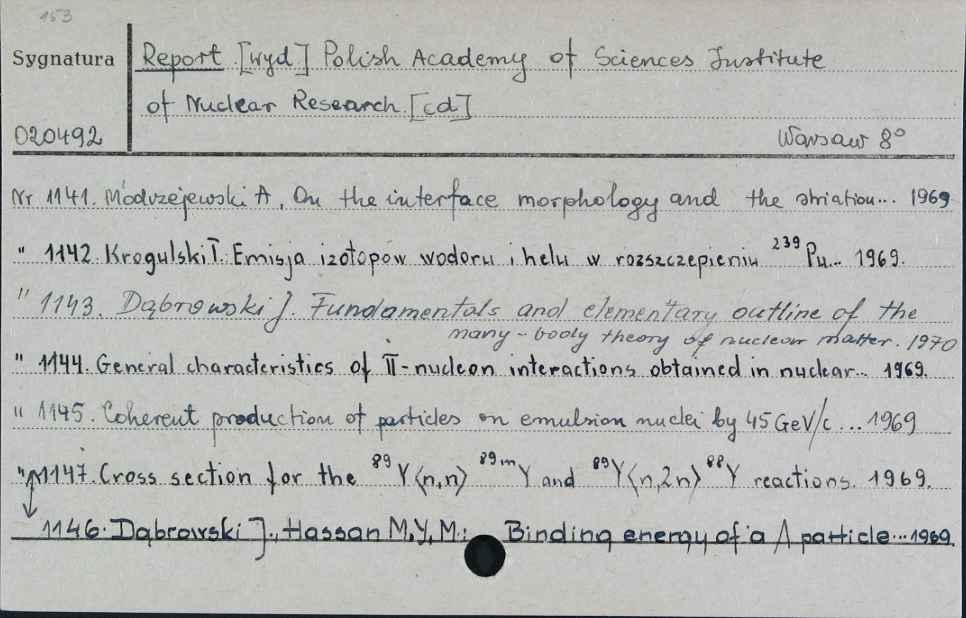 153
Sygnatura Report [wyd] Polish Academy of Sciences Institute
of Nuclear Research [cd]
020492 Warsaw 8°
Nr 1141. Modrzejewski A, On the interface morphology and the striation... 1969
" 1142. Krogulski T.: Emisja izotopów wodoru i helu w rozszczepieniu ²³⁹Pu... 1969.
" 1143. Dąbrowski J. Fundamentals and elementary outline of the
many-body theory of nuclear matter. 1970
" 1144. General characteristics of π-nucleon interactions obtained in nuclear... 1969.
" 1145. Coherent production of particles on emulsion nuclei by 45 GeV/c ... 1969
" 1147. Cross section for the ⁸⁹Y(n,n) ⁸⁹ᵐY and ⁸⁹Y(n,2n) ⁸⁸Y reactions. 1969.
1146. Dąbrowski J., Hassan M.Y.M.: Binding energy of a Λ particle... 1969.